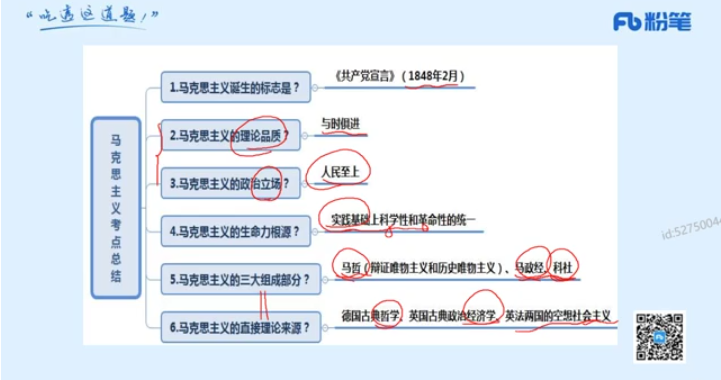 “吃透这道题！”
粉笔
马克思主义考点总结
1.马克思主义诞生的标志是？
《共产党宣言》（1848年2月）
2.马克思主义的理论品质？
与时俱进
3.马克思主义的政治立场？
人民至上
4.马克思主义的生命力根源？
实践基础上科学性和革命性的统一
5.马克思主义的三大组成部分？
马哲（辩证唯物主义和历史唯物主义）、马政经、科社
6.马克思主义的直接理论来源？
德国古典哲学、英国古典政治经济学、英法两国的空想社会主义